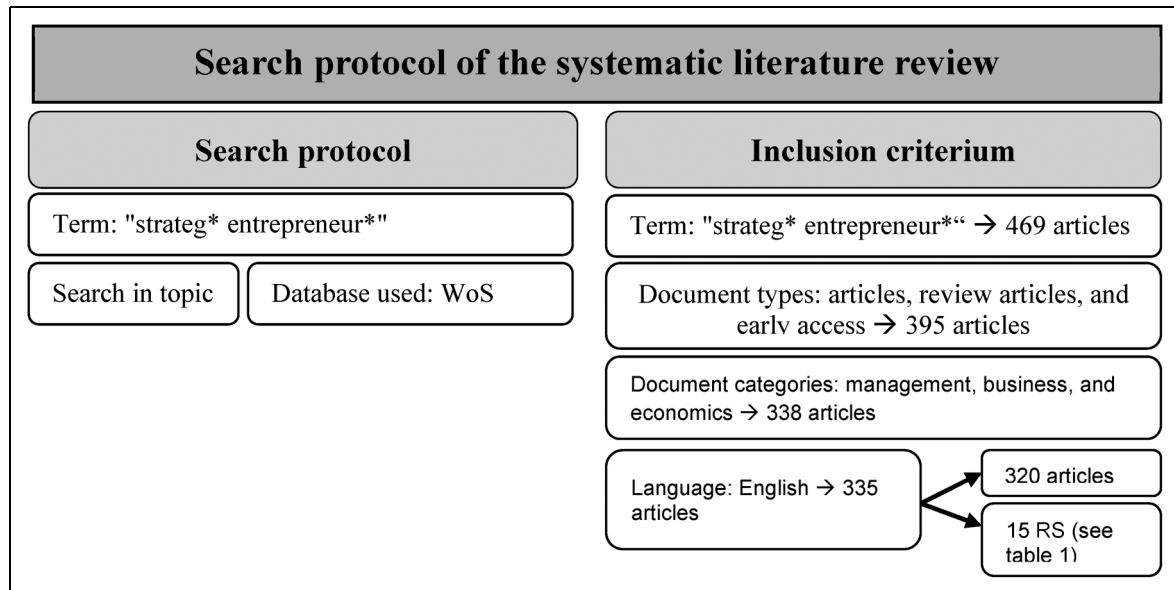 Search protocol of the systematic literature review
Search protocol
Term: "strateg* entrepreneur*"
Search in topic
Database used: WoS
Inclusion criterium
Term: "strateg* entrepreneur*“ → 469 articles
Document types: articles, review articles, and
early access → 395 articles
Document categories: management, business, and
economics → 338 articles
Language: English → 335
articles
320 articles
15 RS (see
table 1)